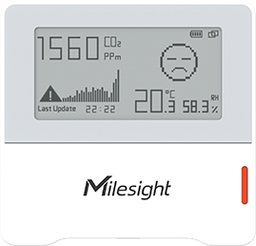 1560 CO₂
PPm
Last Update 22:22
20.3 °C 58.3 % RH
Milesight